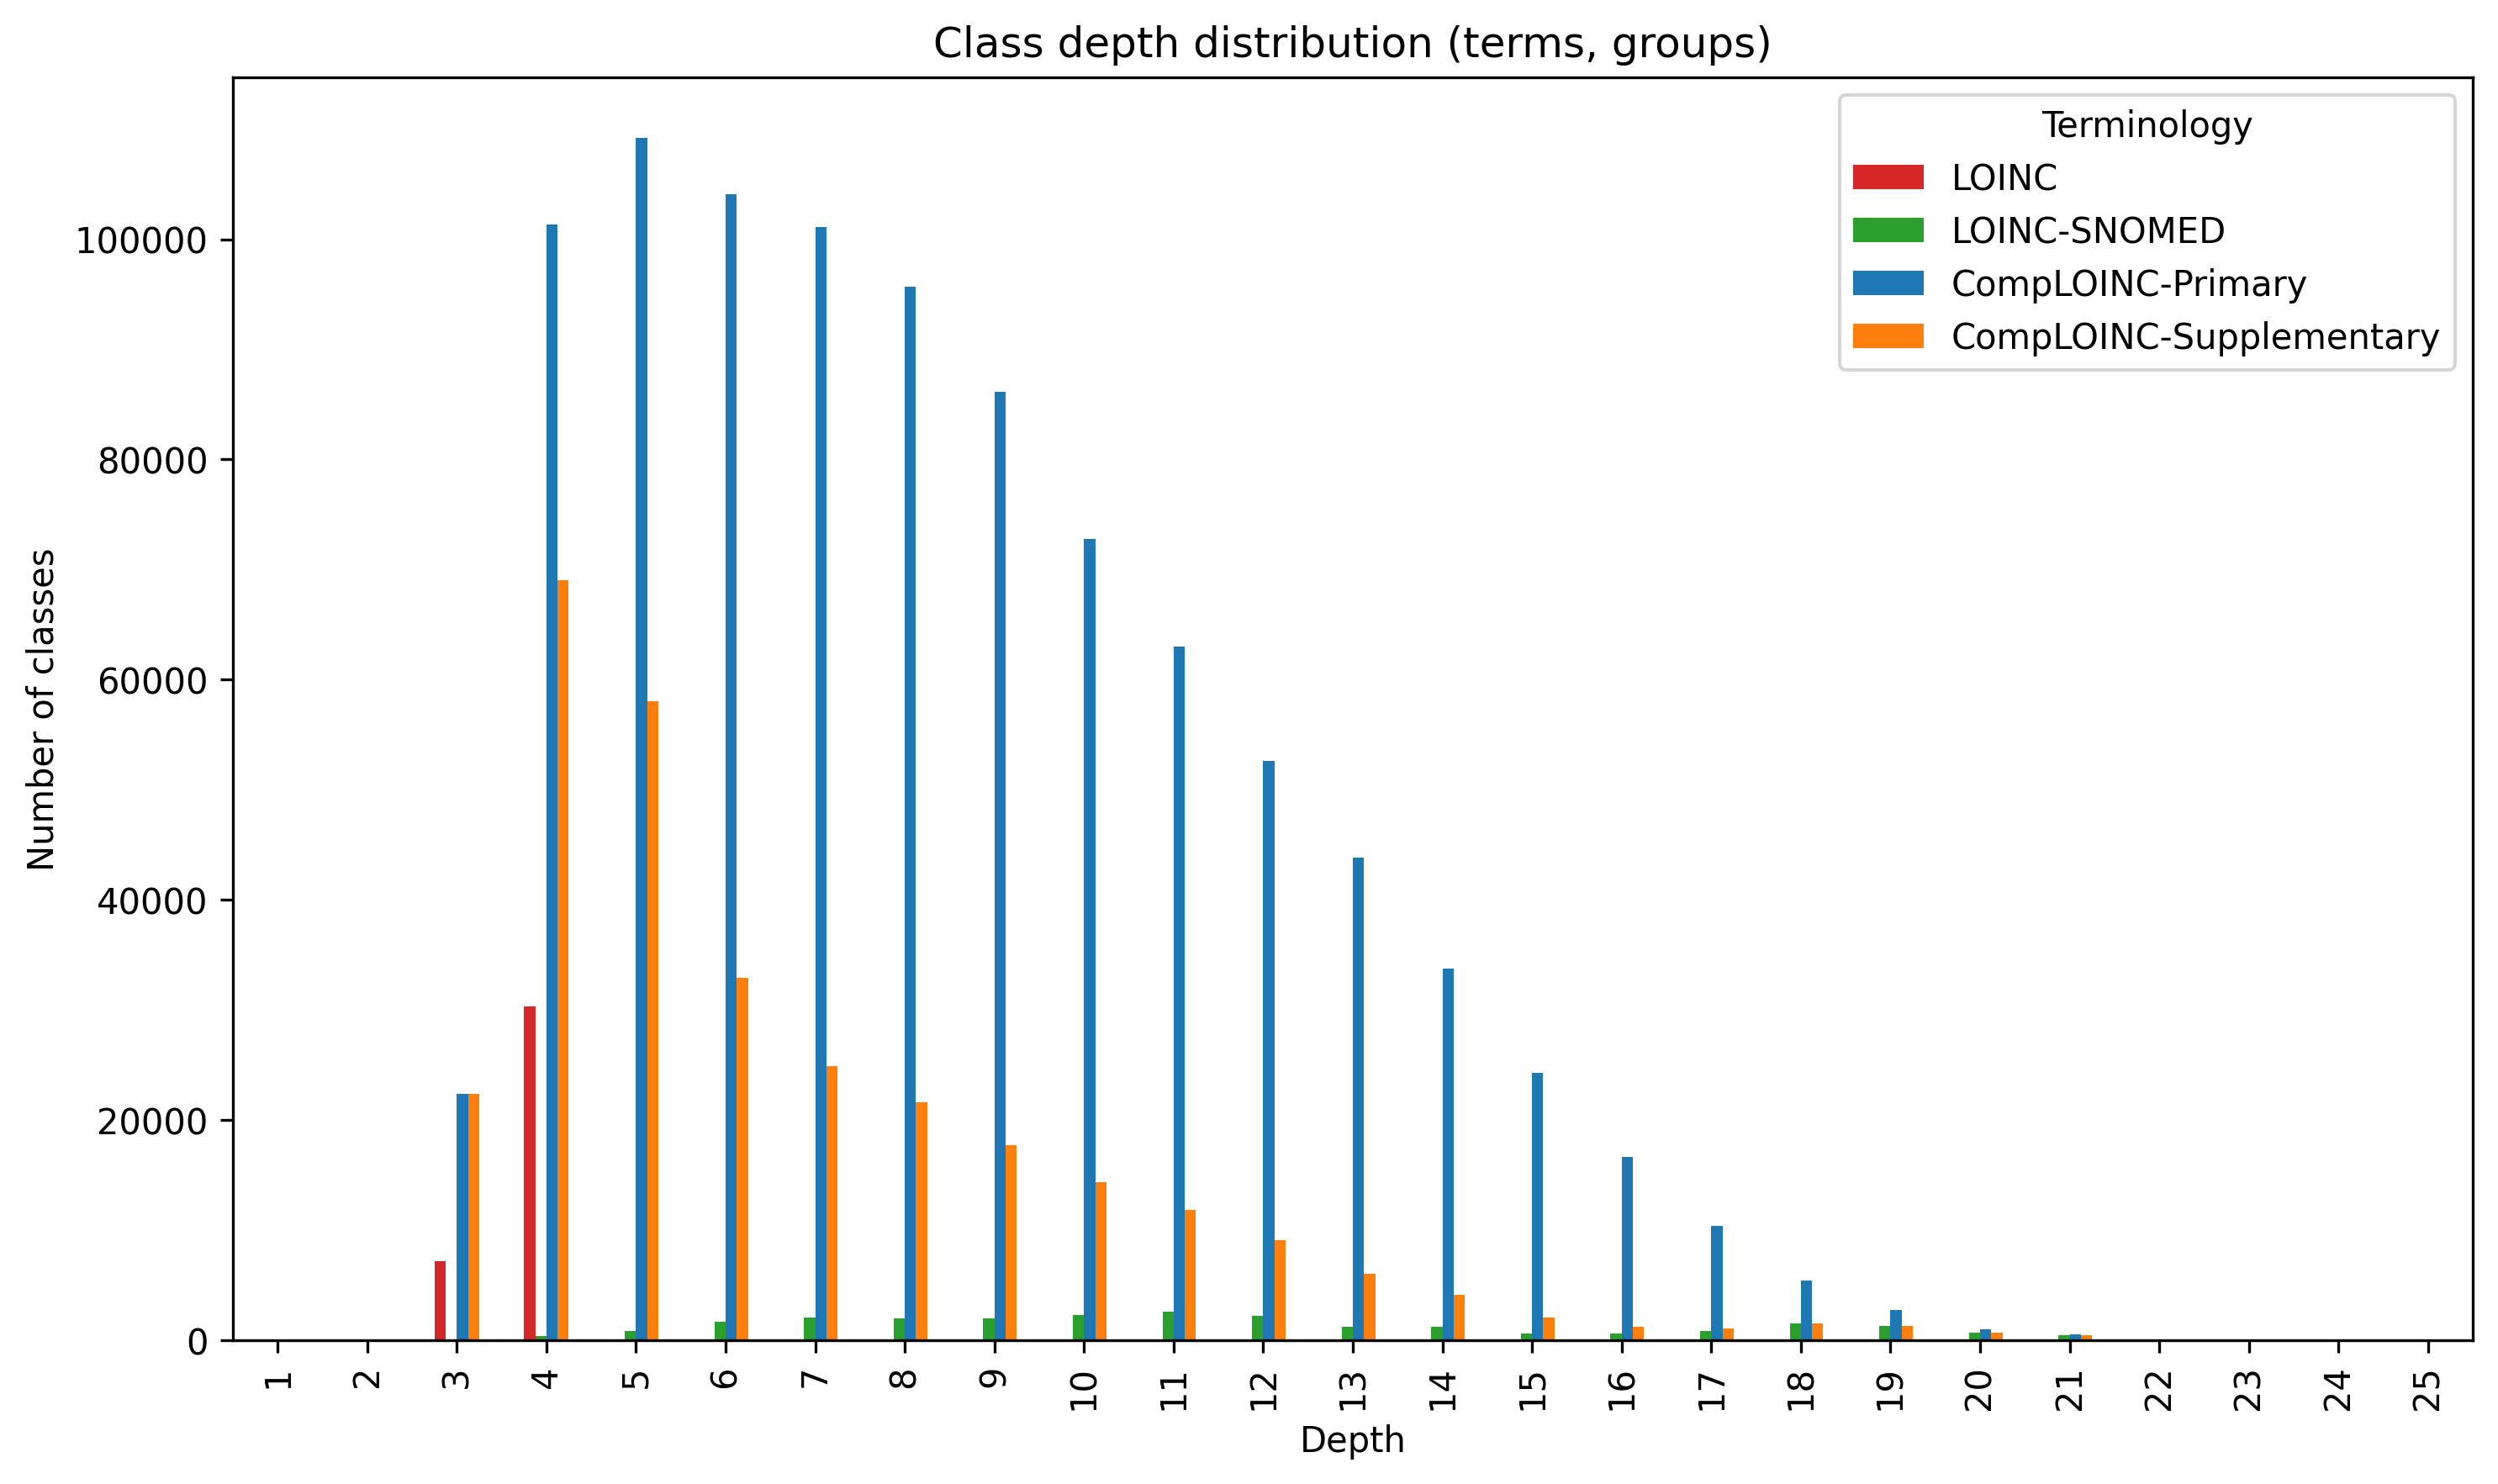 Class depth distribution (terms, groups)
Terminology
LOINC
LOINC-SNOMED
CompLOINC-Primary
CompLOINC-Supplementary
Number of classes
100000
80000
60000
40000
20000
0
1 2 3 4 5 6 7 8 9 10 11 12 13 14 15 16 17 18 19 20 21 22 23 24 25
Depth